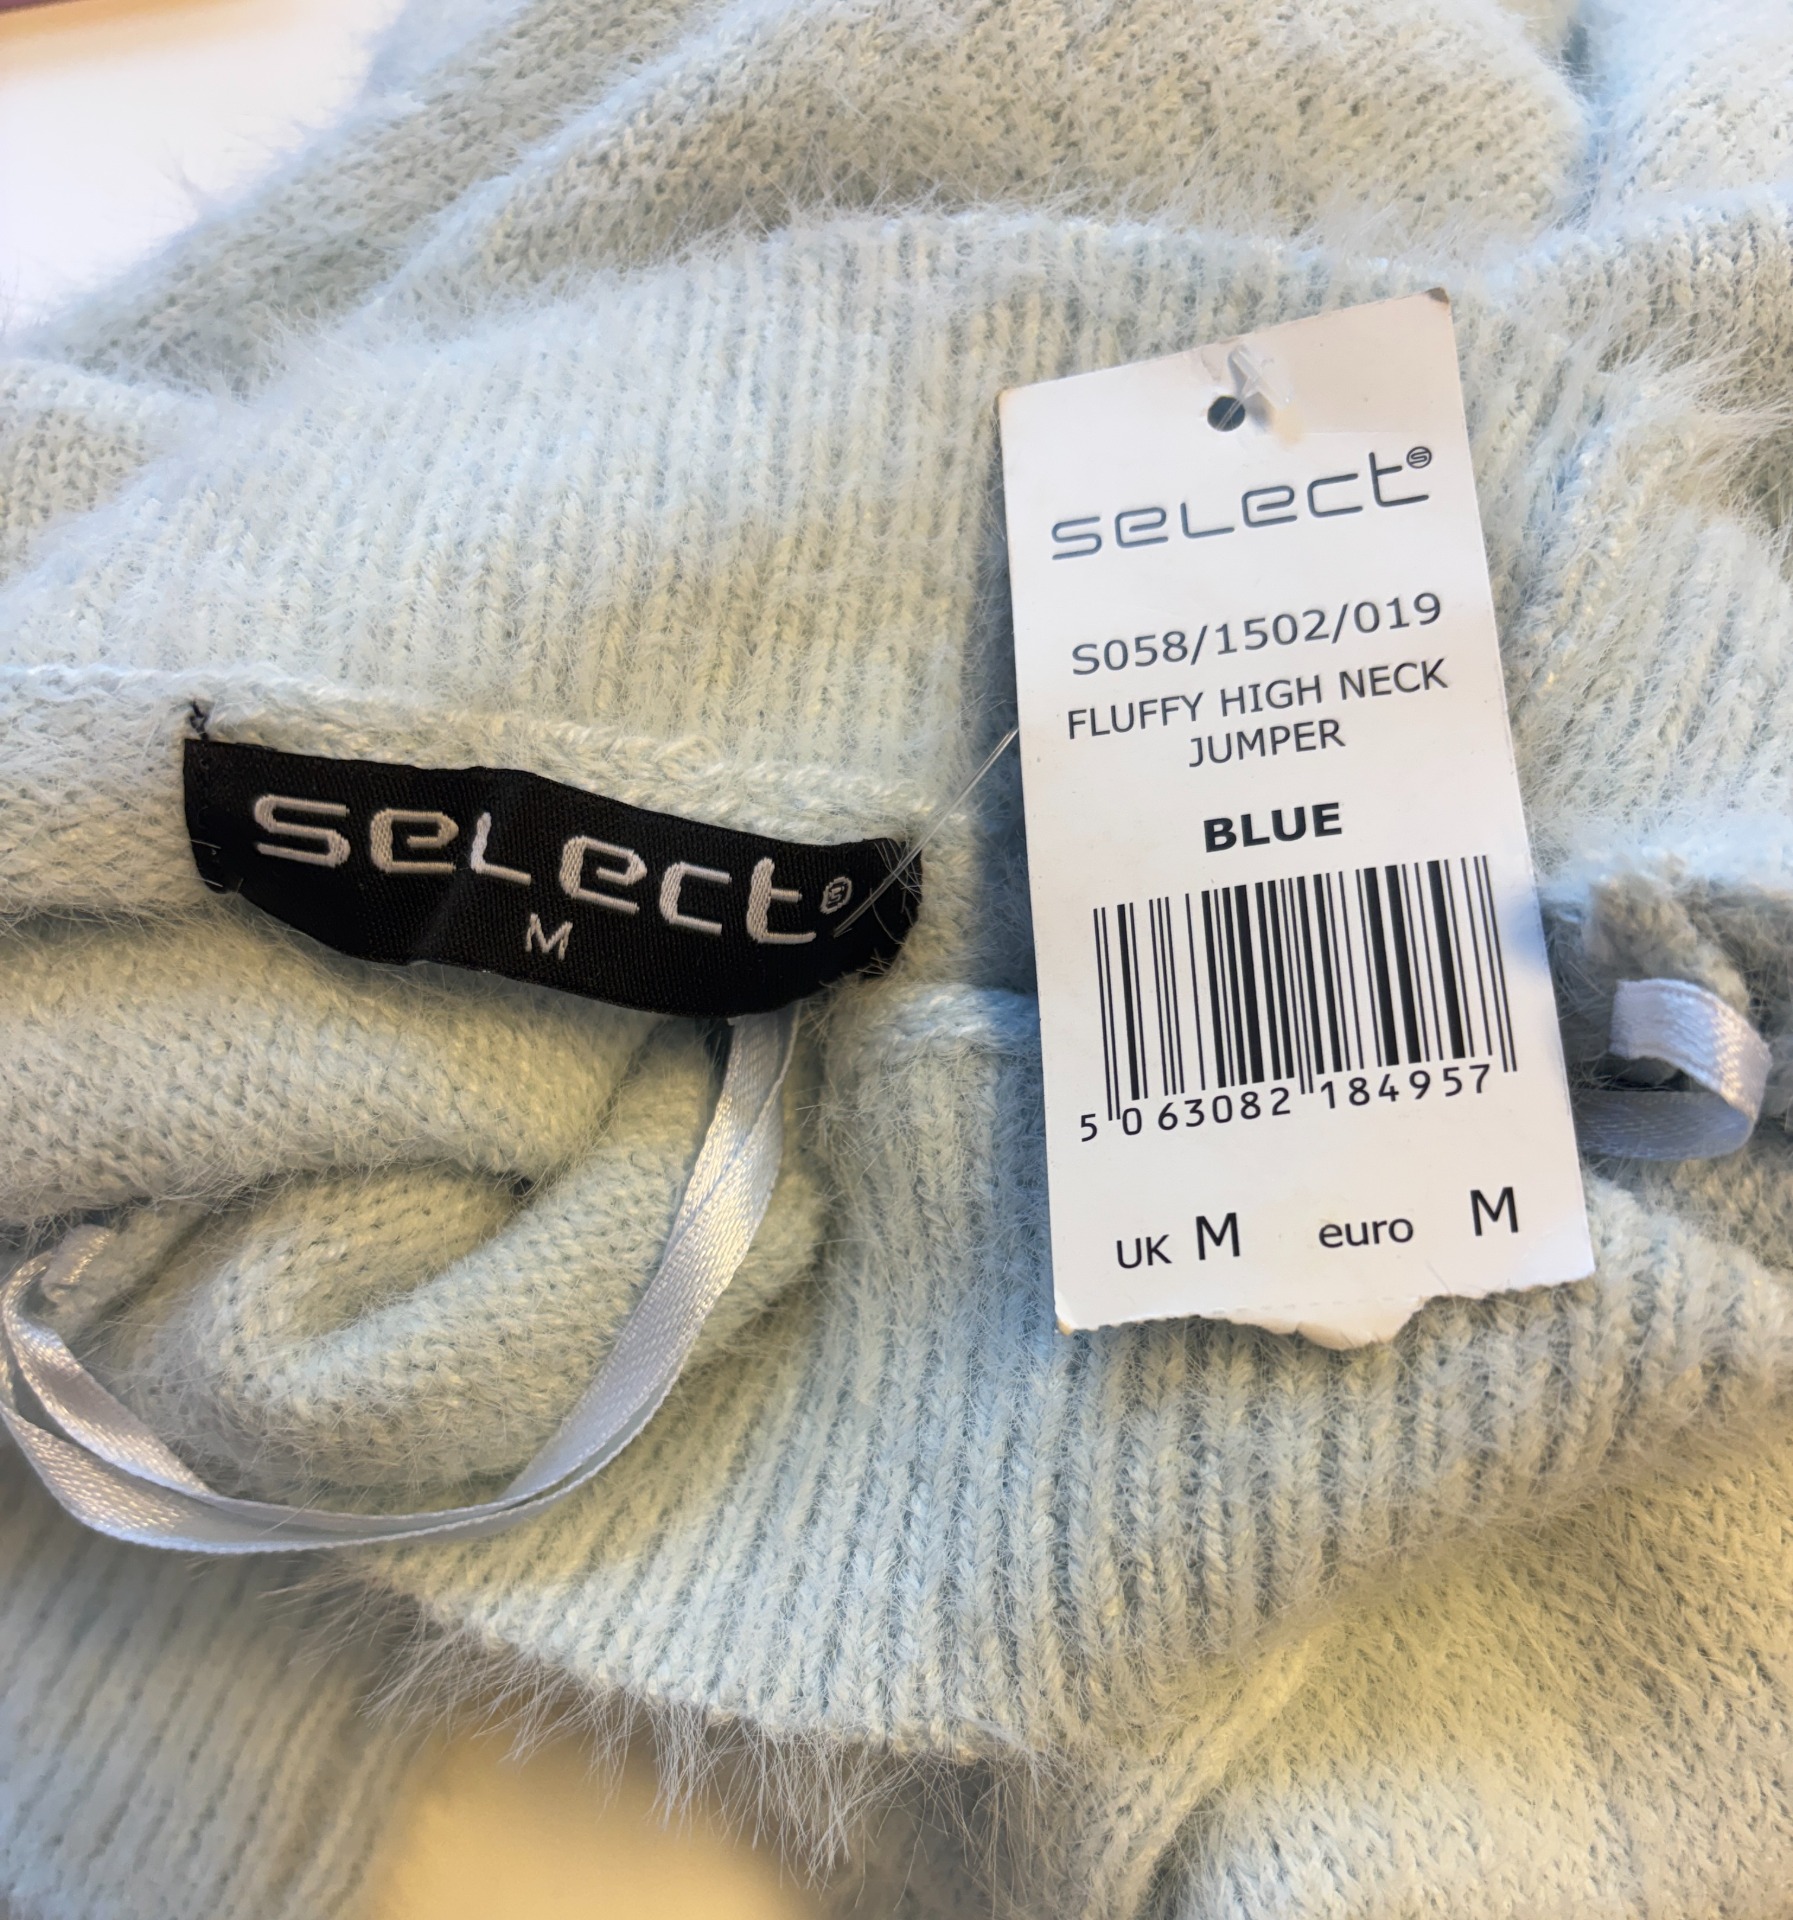 select
M
select
S058/1502/019
FLUFFY HIGH NECK
JUMPER
BLUE
5 063082 184957
UK M euro M